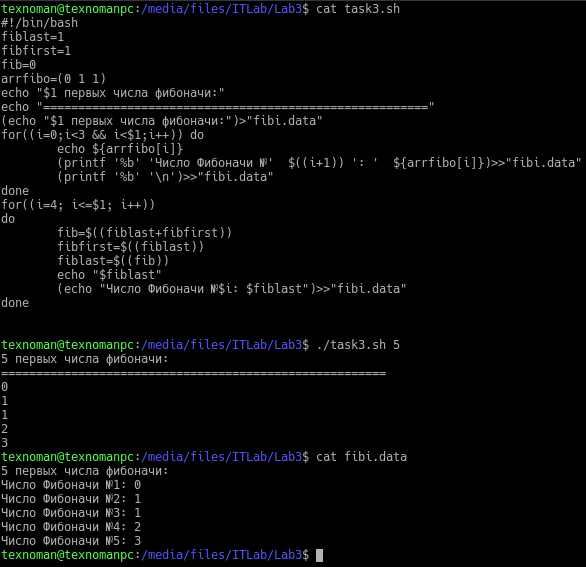 texnoman@texnomanpc:/media/files/ITLab/Lab3$ cat task3.sh
#!/bin/bash
fiblast=1
fibfirst=1
fib=0
arrfibo=(0 1 1)
echo "$1 первых числа фибоначи:"
echo "======================================================="
(echo "$1 первых числа фибоначи:")>"fibi.data"
for((i=0;i<3 && i<$1;i++)) do
        echo ${arrfibo[i]}
        (printf '%b' 'Число Фибоначи №'  $((i+1)) ': '  ${arrfibo[i]})>>"fibi.data"
        (printf '%b' '\n')>>"fibi.data"
done
for((i=4; i<=$1; i++))
do
        fib=$((fiblast+fibfirst))
        fibfirst=$((fiblast))
        fiblast=$((fib))
        echo "$fiblast"
        (echo "Число Фибоначи №$i: $fiblast")>>"fibi.data"
done
texnoman@texnomanpc:/media/files/ITLab/Lab3$ ./task3.sh 5
5 первых числа фибоначи:
=======================================================
0
1
1
2
3
texnoman@texnomanpc:/media/files/ITLab/Lab3$ cat fibi.data
5 первых числа фибоначи:
Число Фибоначи №1: 0
Число Фибоначи №2: 1
Число Фибоначи №3: 1
Число Фибоначи №4: 2
Число Фибоначи №5: 3
texnoman@texnomanpc:/media/files/ITLab/Lab3$